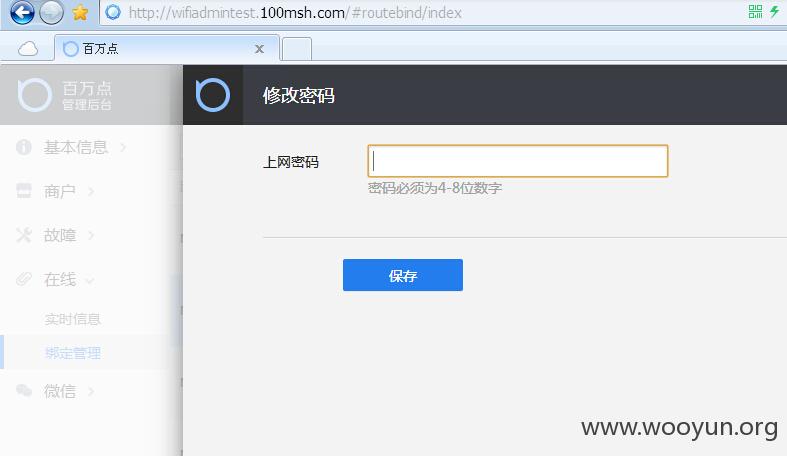 http://wifiadmintest.100msh.com/#routebind/index
百万点
百万点
管理后台
修改密码
基本信息
上网密码
密码必须为4-8位数字
商户
故障
保存
在线
实时信息
绑定管理
微信
www.wooyun.org